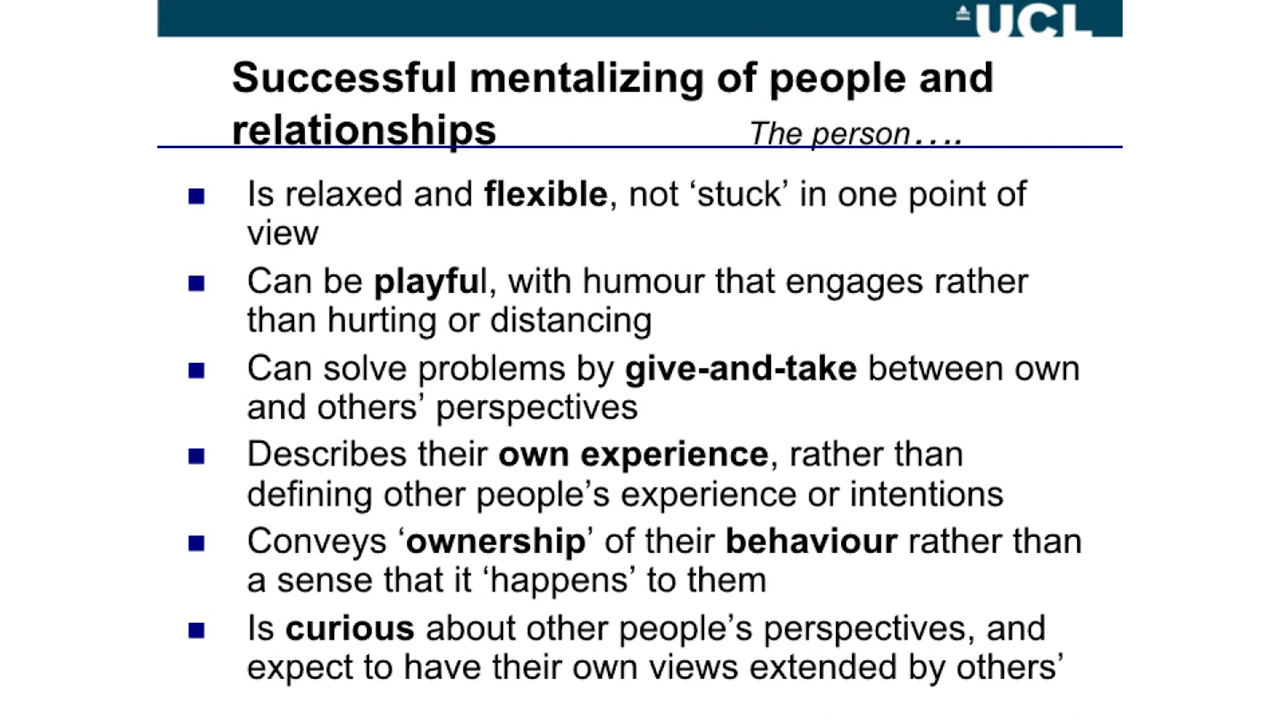 UCL
Successful mentalizing of people and
relationships The person....
Is relaxed and flexible, not ‘stuck’ in one point of
view
Can be playful, with humour that engages rather
than hurting or distancing
Can solve problems by give-and-take between own
and others’ perspectives
Describes their own experience, rather than
defining other people’s experience or intentions
Conveys ‘ownership’ of their behaviour rather than
a sense that it ‘happens’ to them
Is curious about other people’s perspectives, and
expect to have their own views extended by others’